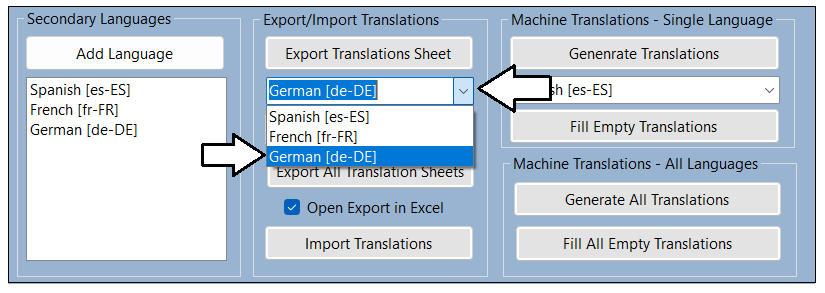 Secondary Languages
Add Language
Spanish [es-ES]
French [fr-FR]
German [de-DE]
Export/Import Translations
Export Translations Sheet
German [de-DE]
Spanish [es-ES]
French [fr-FR]
German [de-DE]
Export All Translation Sheets
Open Export in Excel
Import Translations
Machine Translations - Single Language
Genenrate Translations
sh [es-ES]
Fill Empty Translations
Machine Translations - All Languages
Generate All Translations
Fill All Empty Translations